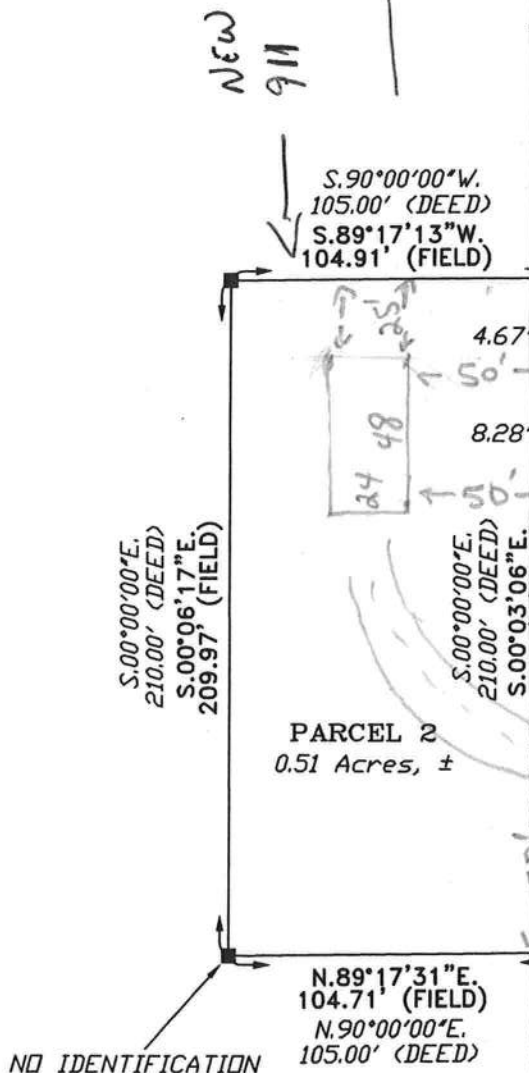 NEW
911
S.90°00'00"W.
105.00' (DEED)
S.89°17'13"W.
104.91' (FIELD)
25'
4.67'
50'
8.28'
24 48
50'
S.00°00'00"E.
210.00' (DEED)
S.00°06'17"E.
209.97' (FIELD)
S.00°00'00"E.
210.00' (DEED)
S.00°03'06"E.
PARCEL 2
0.51 Acres, ±
N.89°17'31"E.
104.71' (FIELD)
N.90°00'00"E.
105.00' (DEED)
NO IDENTIFICATION